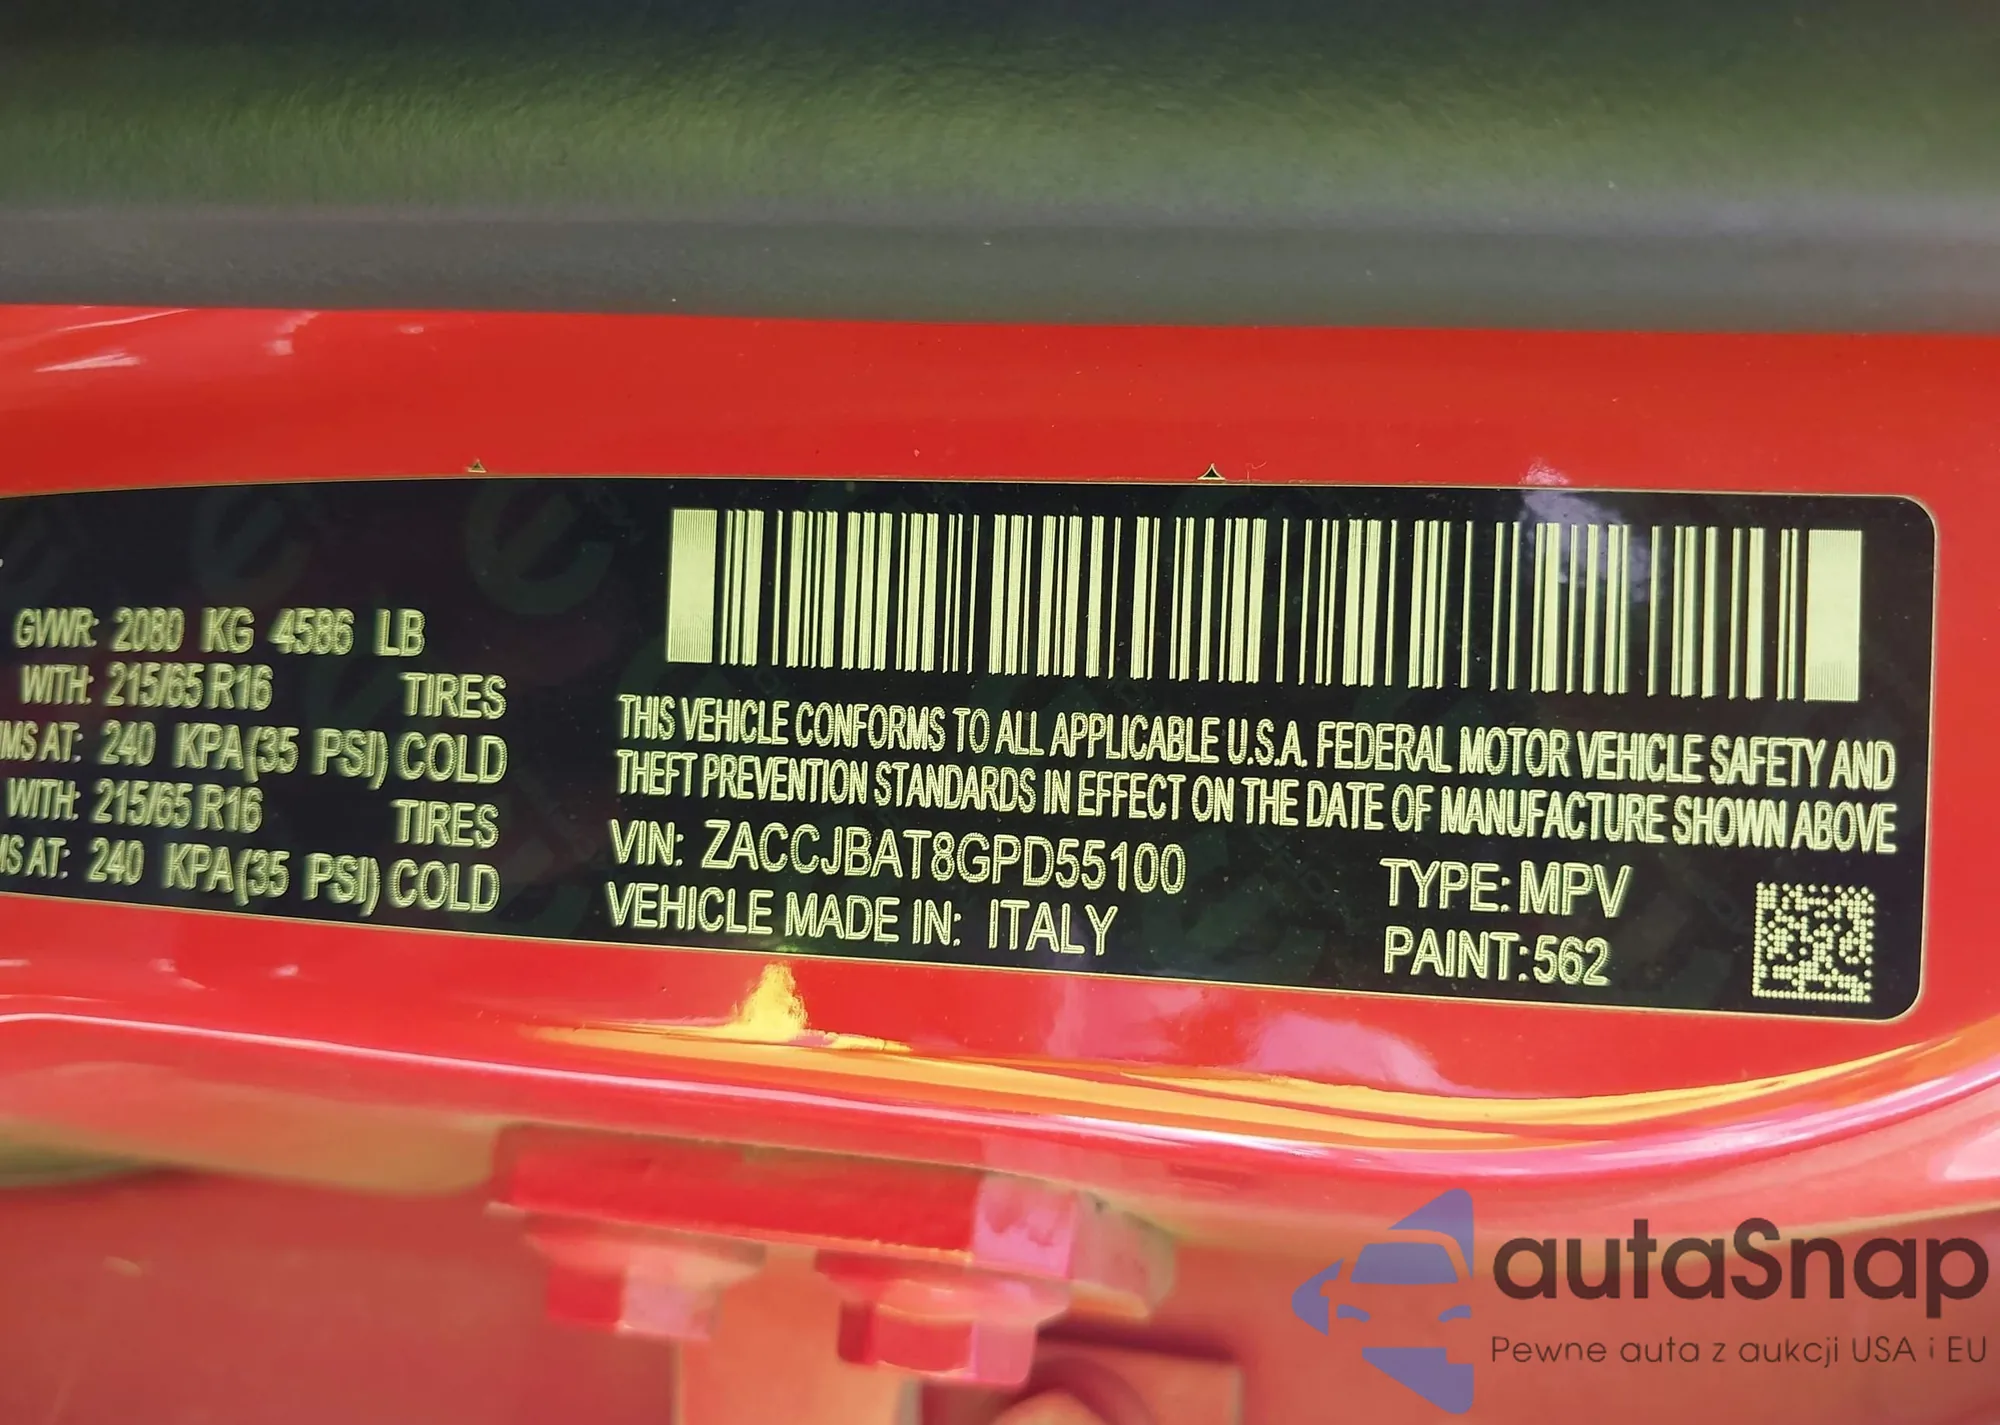 GVWR: 2080 KG 4586 LB
WITH: 215/65 R16 TIRES
MS AT: 240 KPA(35 PSI) COLD
WITH: 215/65 R16 TIRES
MS AT: 240 KPA(35 PSI) COLD
THIS VEHICLE CONFORMS TO ALL APPLICABLE U.S.A. FEDERAL MOTOR VEHICLE SAFETY AND
THEFT PREVENTION STANDARDS IN EFFECT ON THE DATE OF MANUFACTURE SHOWN ABOVE
VIN: ZACCJBAT8GPD55100
TYPE: MPV
VEHICLE MADE IN: ITALY
PAINT: 562
autaSnap
Pewne auta z aukcji USA i EU